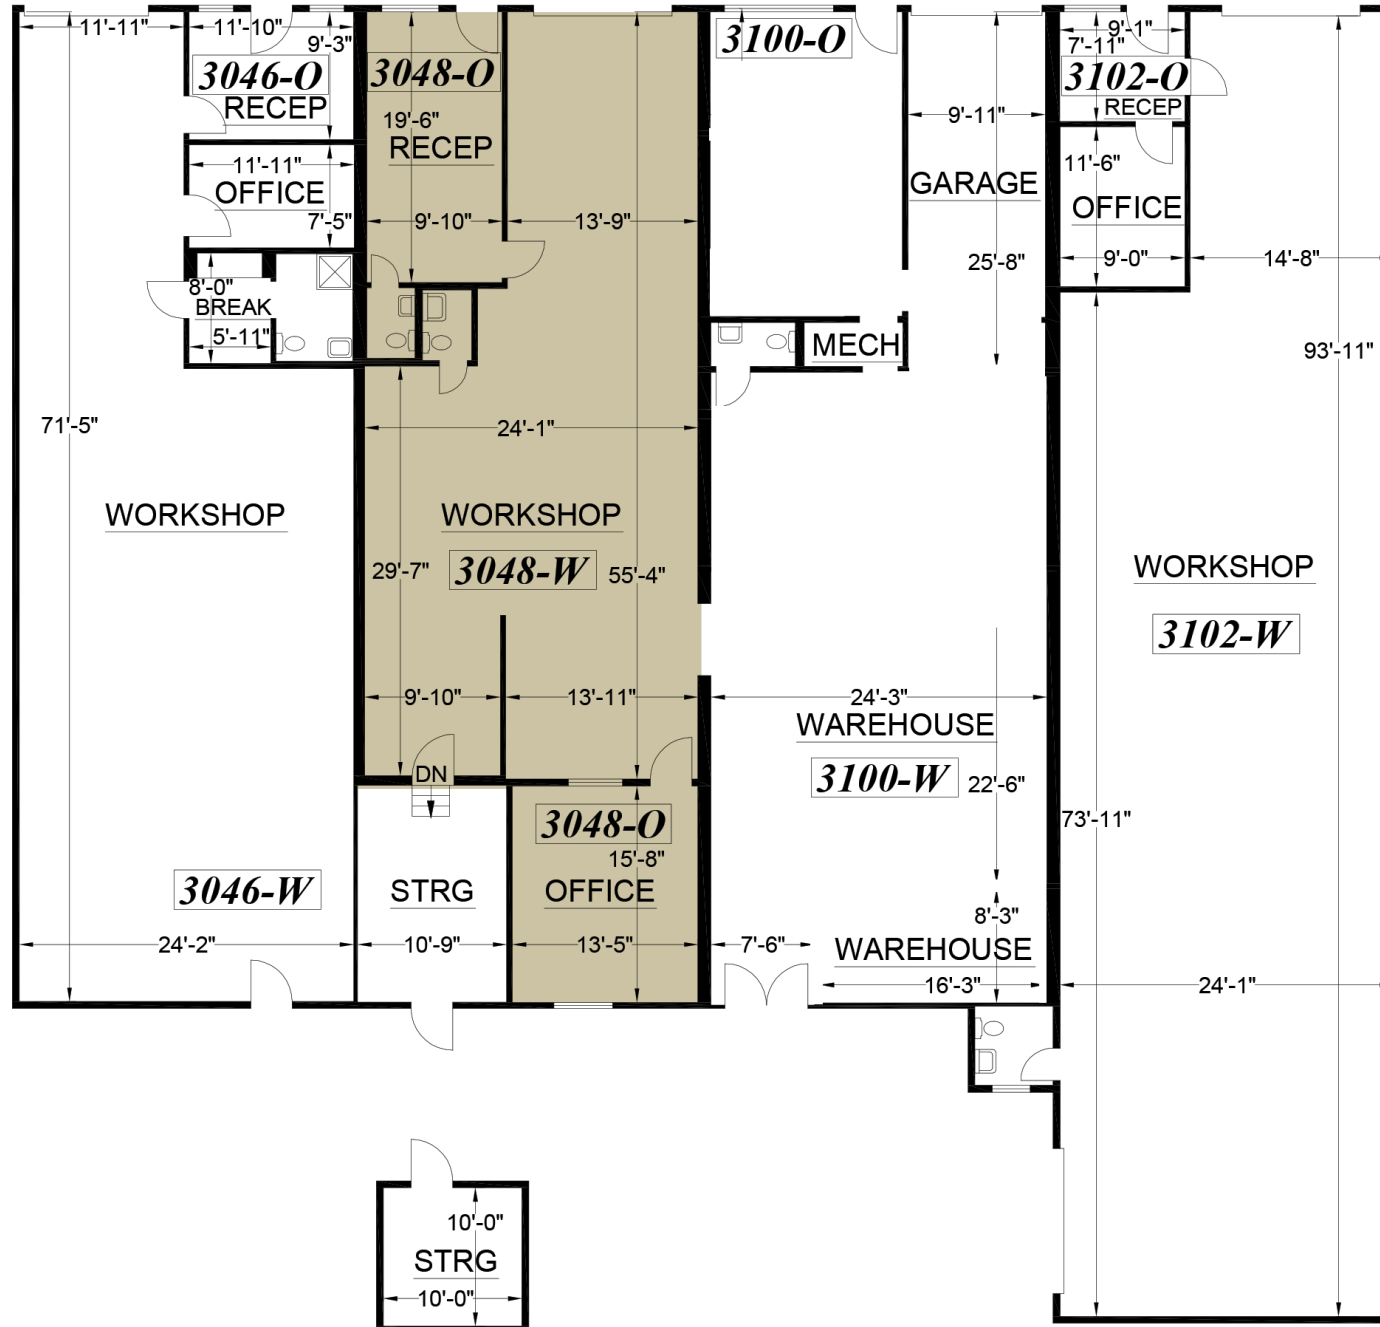 11'-11"
11'-10"
9'-3"
3046-O
RECEP
11'-11"
OFFICE
7'-5"
8'-0"
BREAK
5'-11"
71'-5"
WORKSHOP
3046-W
24'-2"
3048-O
19'-6"
RECEP
9'-10"
13'-9"
24'-1"
WORKSHOP
3048-W
29'-7"
55'-4"
9'-10"
13'-11"
DN
3048-O
15'-8"
STRG
OFFICE
10'-9"
13'-5"
3100-O
9'-11"
GARAGE
25'-8"
MECH
24'-3"
WAREHOUSE
3100-W
22'-6"
8'-3"
7'-6"
WAREHOUSE
16'-3"
9'-1"
7'-11"
3102-O
RECEP
11'-6"
OFFICE
9'-0"
14'-8"
93'-11"
WORKSHOP
3102-W
73'-11"
24'-1"
10'-0"
STRG
10'-0"